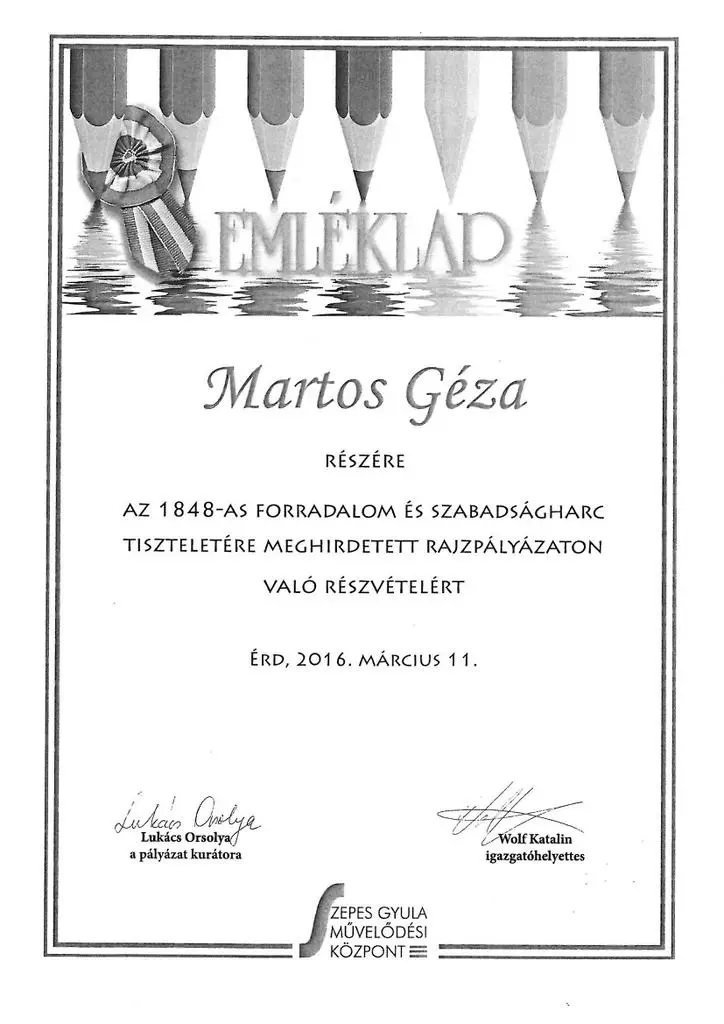 EMLÉKLAP
Martos Géza
RÉSZÉRE
AZ 1848-AS FORRADALOM ÉS SZABADSÁGHARC
TISZTELETÉRE MEGHIRDETETT RAJZPÁLYÁZATON
VALÓ RÉSZVÉTELÉRT
ÉRD, 2016. MÁRCIUS 11.
Lukács Orsolya
Lukács Orsolya
a pályázat kurátora
Wolf Katalin
igazgatóhelyettes
SZEPES GYULA
MŰVELŐDÉSI
KÖZPONT